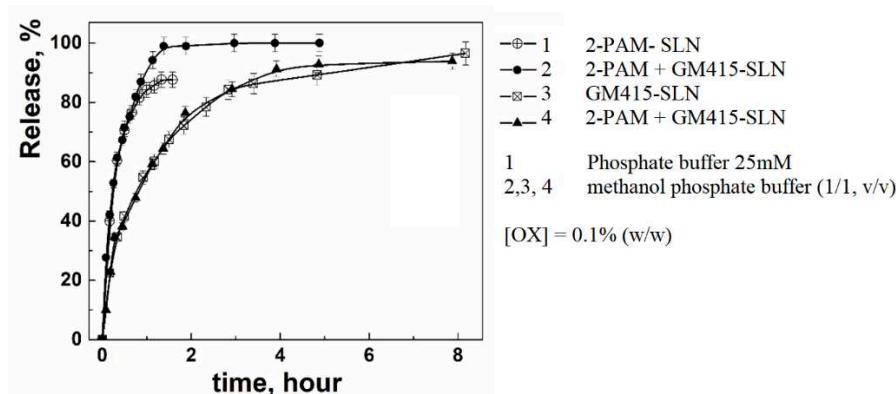 Release, %
100
80
60
40
20
0
0 2 4 6 8
time, hour
1 2-PAM- SLN
2 2-PAM + GM415-SLN
3 GM415-SLN
4 2-PAM + GM415-SLN
1 Phosphate buffer 25mM
2,3, 4 methanol phosphate buffer (1/1, v/v)
[OX] = 0.1% (w/w)